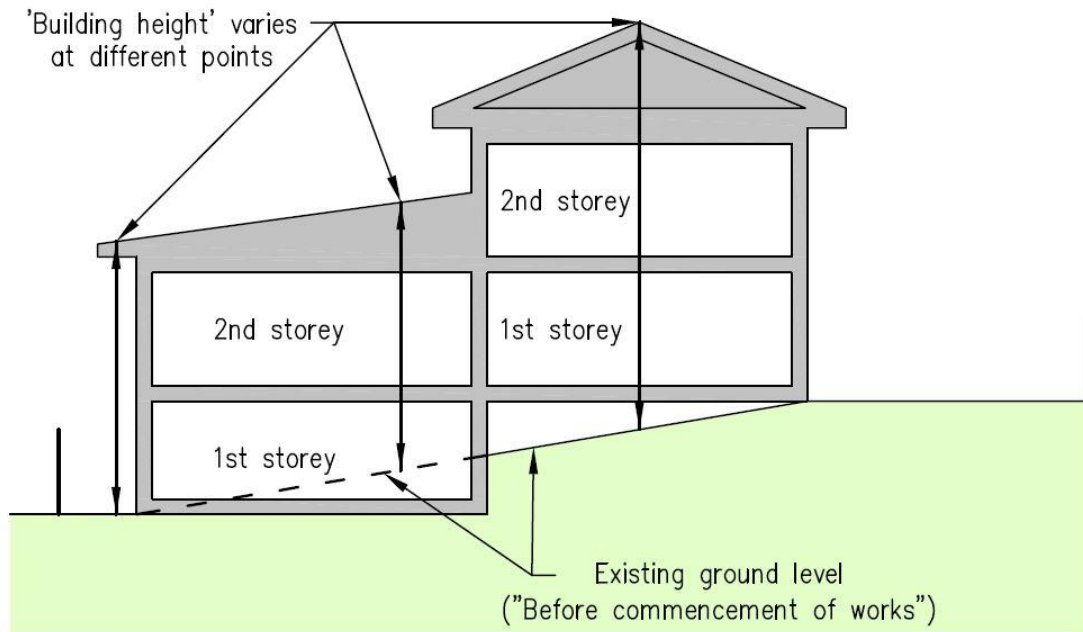 'Building height' varies
at different points
2nd storey
2nd storey
1st storey
1st storey
Existing ground level
("Before commencement of works")